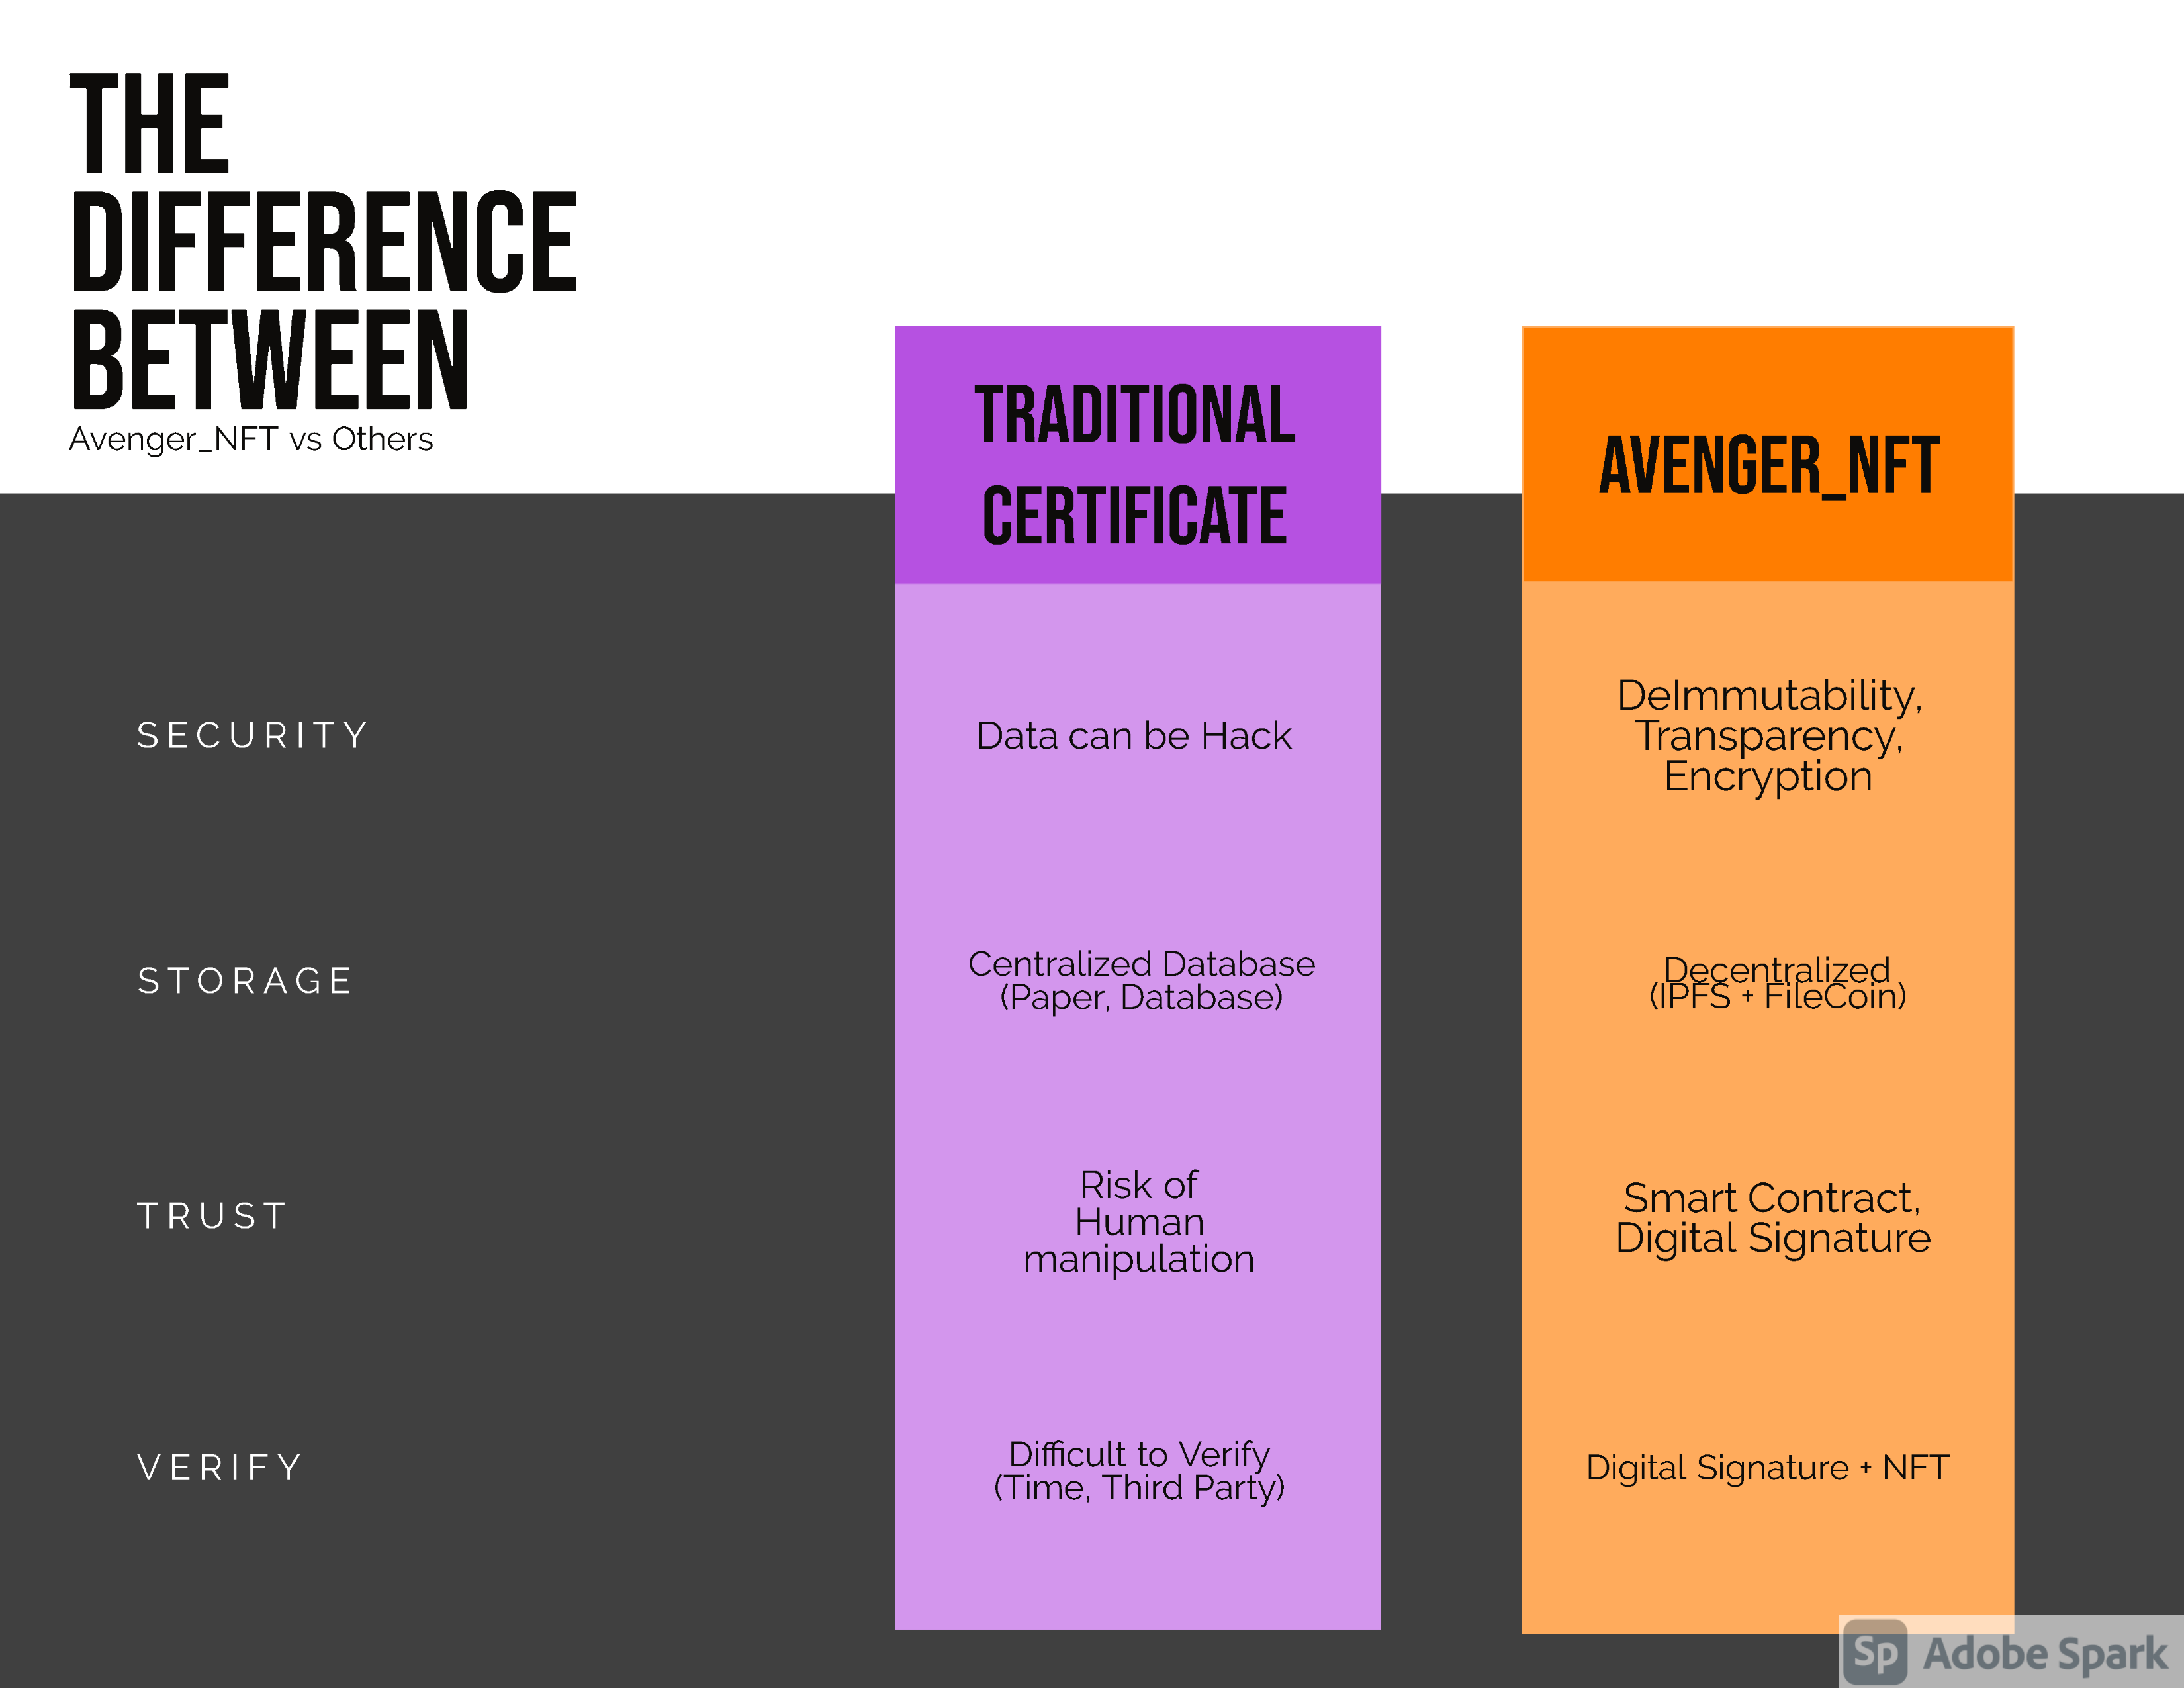 THE
DIFFERENCE
BETWEEN
Avenger_NFT vs Others
TRADITIONAL
CERTIFICATE
AVENGER_NFT
SECURITY
Data can be Hack
DeImmutability,
Transparency,
Encryption
STORAGE
Centralized Database
(Paper, Database)
Decentralized
(IPFS + FileCoin)
TRUST
Risk of
Human
manipulation
Smart Contract,
Digital Signature
VERIFY
Difficult to Verify
(Time, Third Party)
Digital Signature + NFT
Sp Adobe Spark